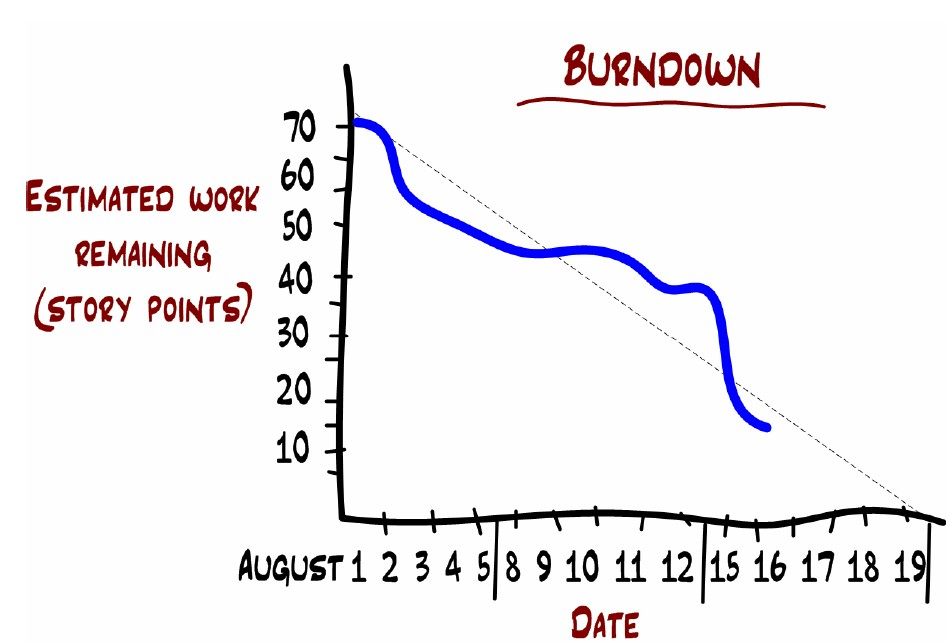 BURNDOWN
ESTIMATED WORK
REMAINING
(STORY POINTS)
70
60
50
40
30
20
10
AUGUST 1 2 3 4 5 8 9 10 11 12 15 16 17 18 19
DATE